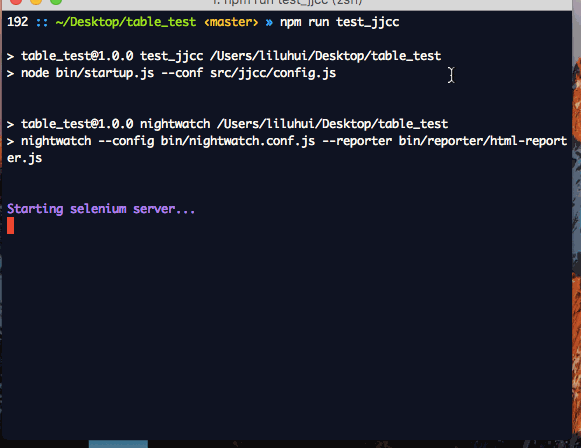 1. npm run test_jjcc (zsh)
192 :: ~/Desktop/table_test ‹master› » npm run test_jjcc
> table_test@1.0.0 test_jjcc /Users/liluhui/Desktop/table_test
> node bin/startup.js --conf src/jjcc/config.js
> table_test@1.0.0 nightwatch /Users/liluhui/Desktop/table_test
> nightwatch --config bin/nightwatch.conf.js --reporter bin/reporter/html-report
er.js
Starting selenium server...